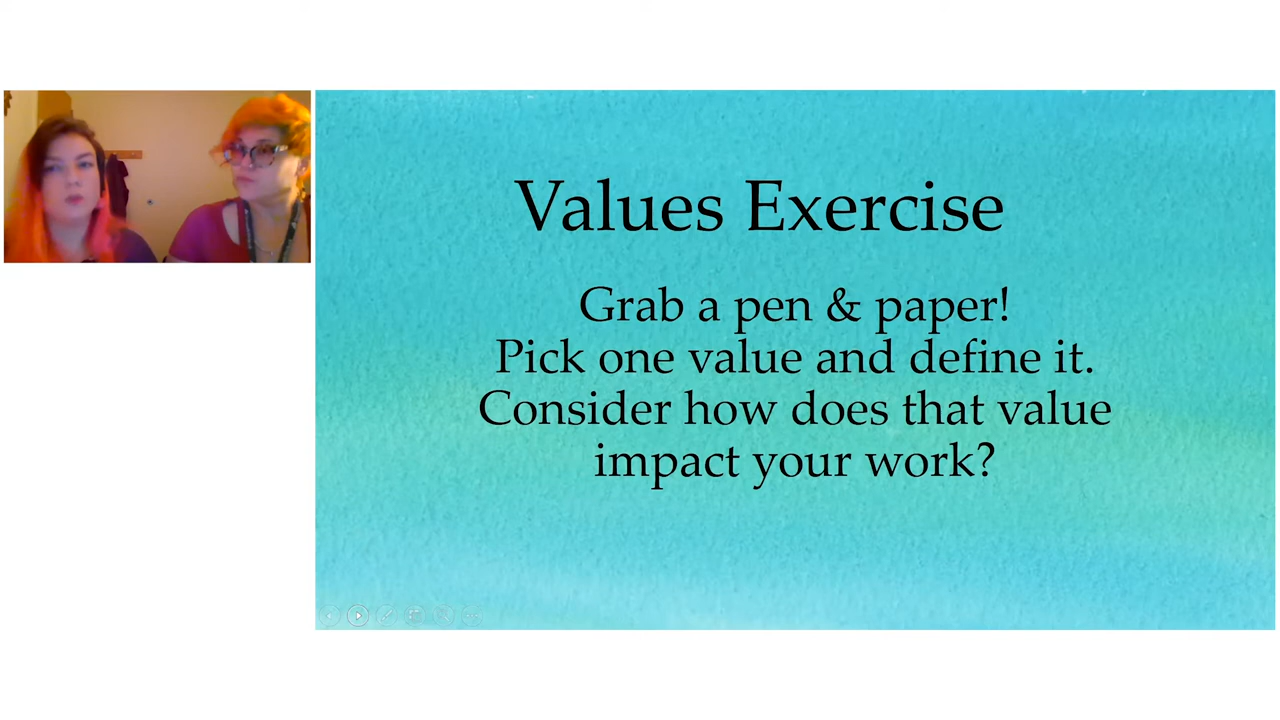 Values Exercise
Grab a pen & paper!
Pick one value and define it.
Consider how does that value
impact your work?